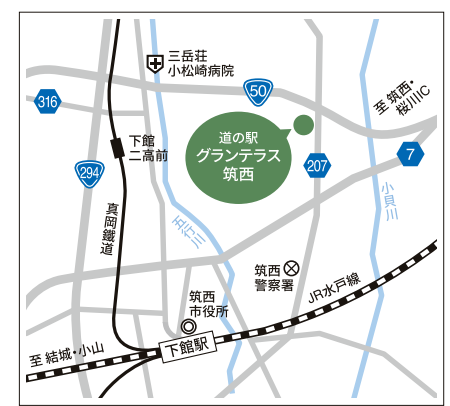 三岳荘
小松崎病院
50
至 筑西・
桜川IC
316
道の駅
グランテラス
筑西
下館
二高前
7
207
294
小貝川
真岡鐵道
五行川
筑西
警察署
JR水戸線
筑西
市役所
至 結城・小山
下館駅